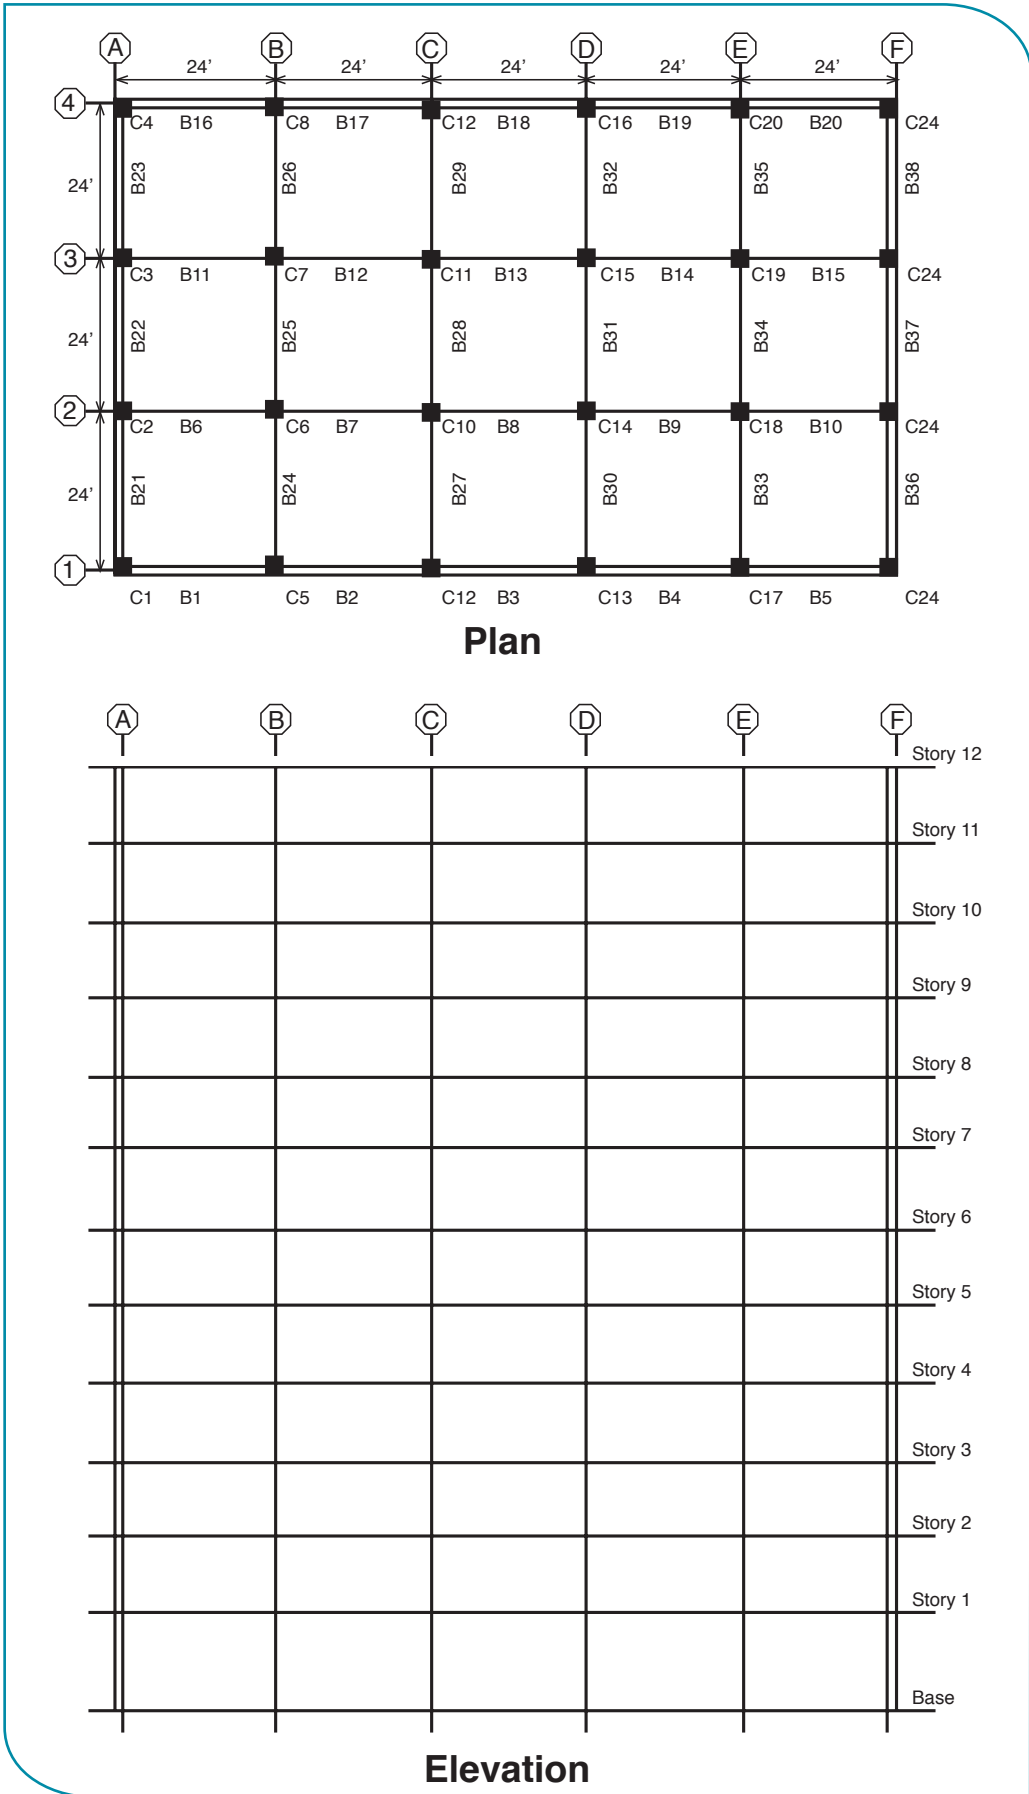 A B C D E F
24' 24' 24' 24' 24'
4
C4 B16 C8 B17 C12 B18 C16 B19 C20 B20 C24
24' B23 B26 B29 B32 B35 B38
3
C3 B11 C7 B12 C11 B13 C15 B14 C19 B15 C24
24' B22 B25 B28 B31 B34 B37
2
C2 B6 C6 B7 C10 B8 C14 B9 C18 B10 C24
24' B21 B24 B27 B30 B33 B36
1
C1 B1 C5 B2 C12 B3 C13 B4 C17 B5 C24
Plan
A B C D E F
Story 12
Story 11
Story 10
Story 9
Story 8
Story 7
Story 6
Story 5
Story 4
Story 3
Story 2
Story 1
Base
Elevation